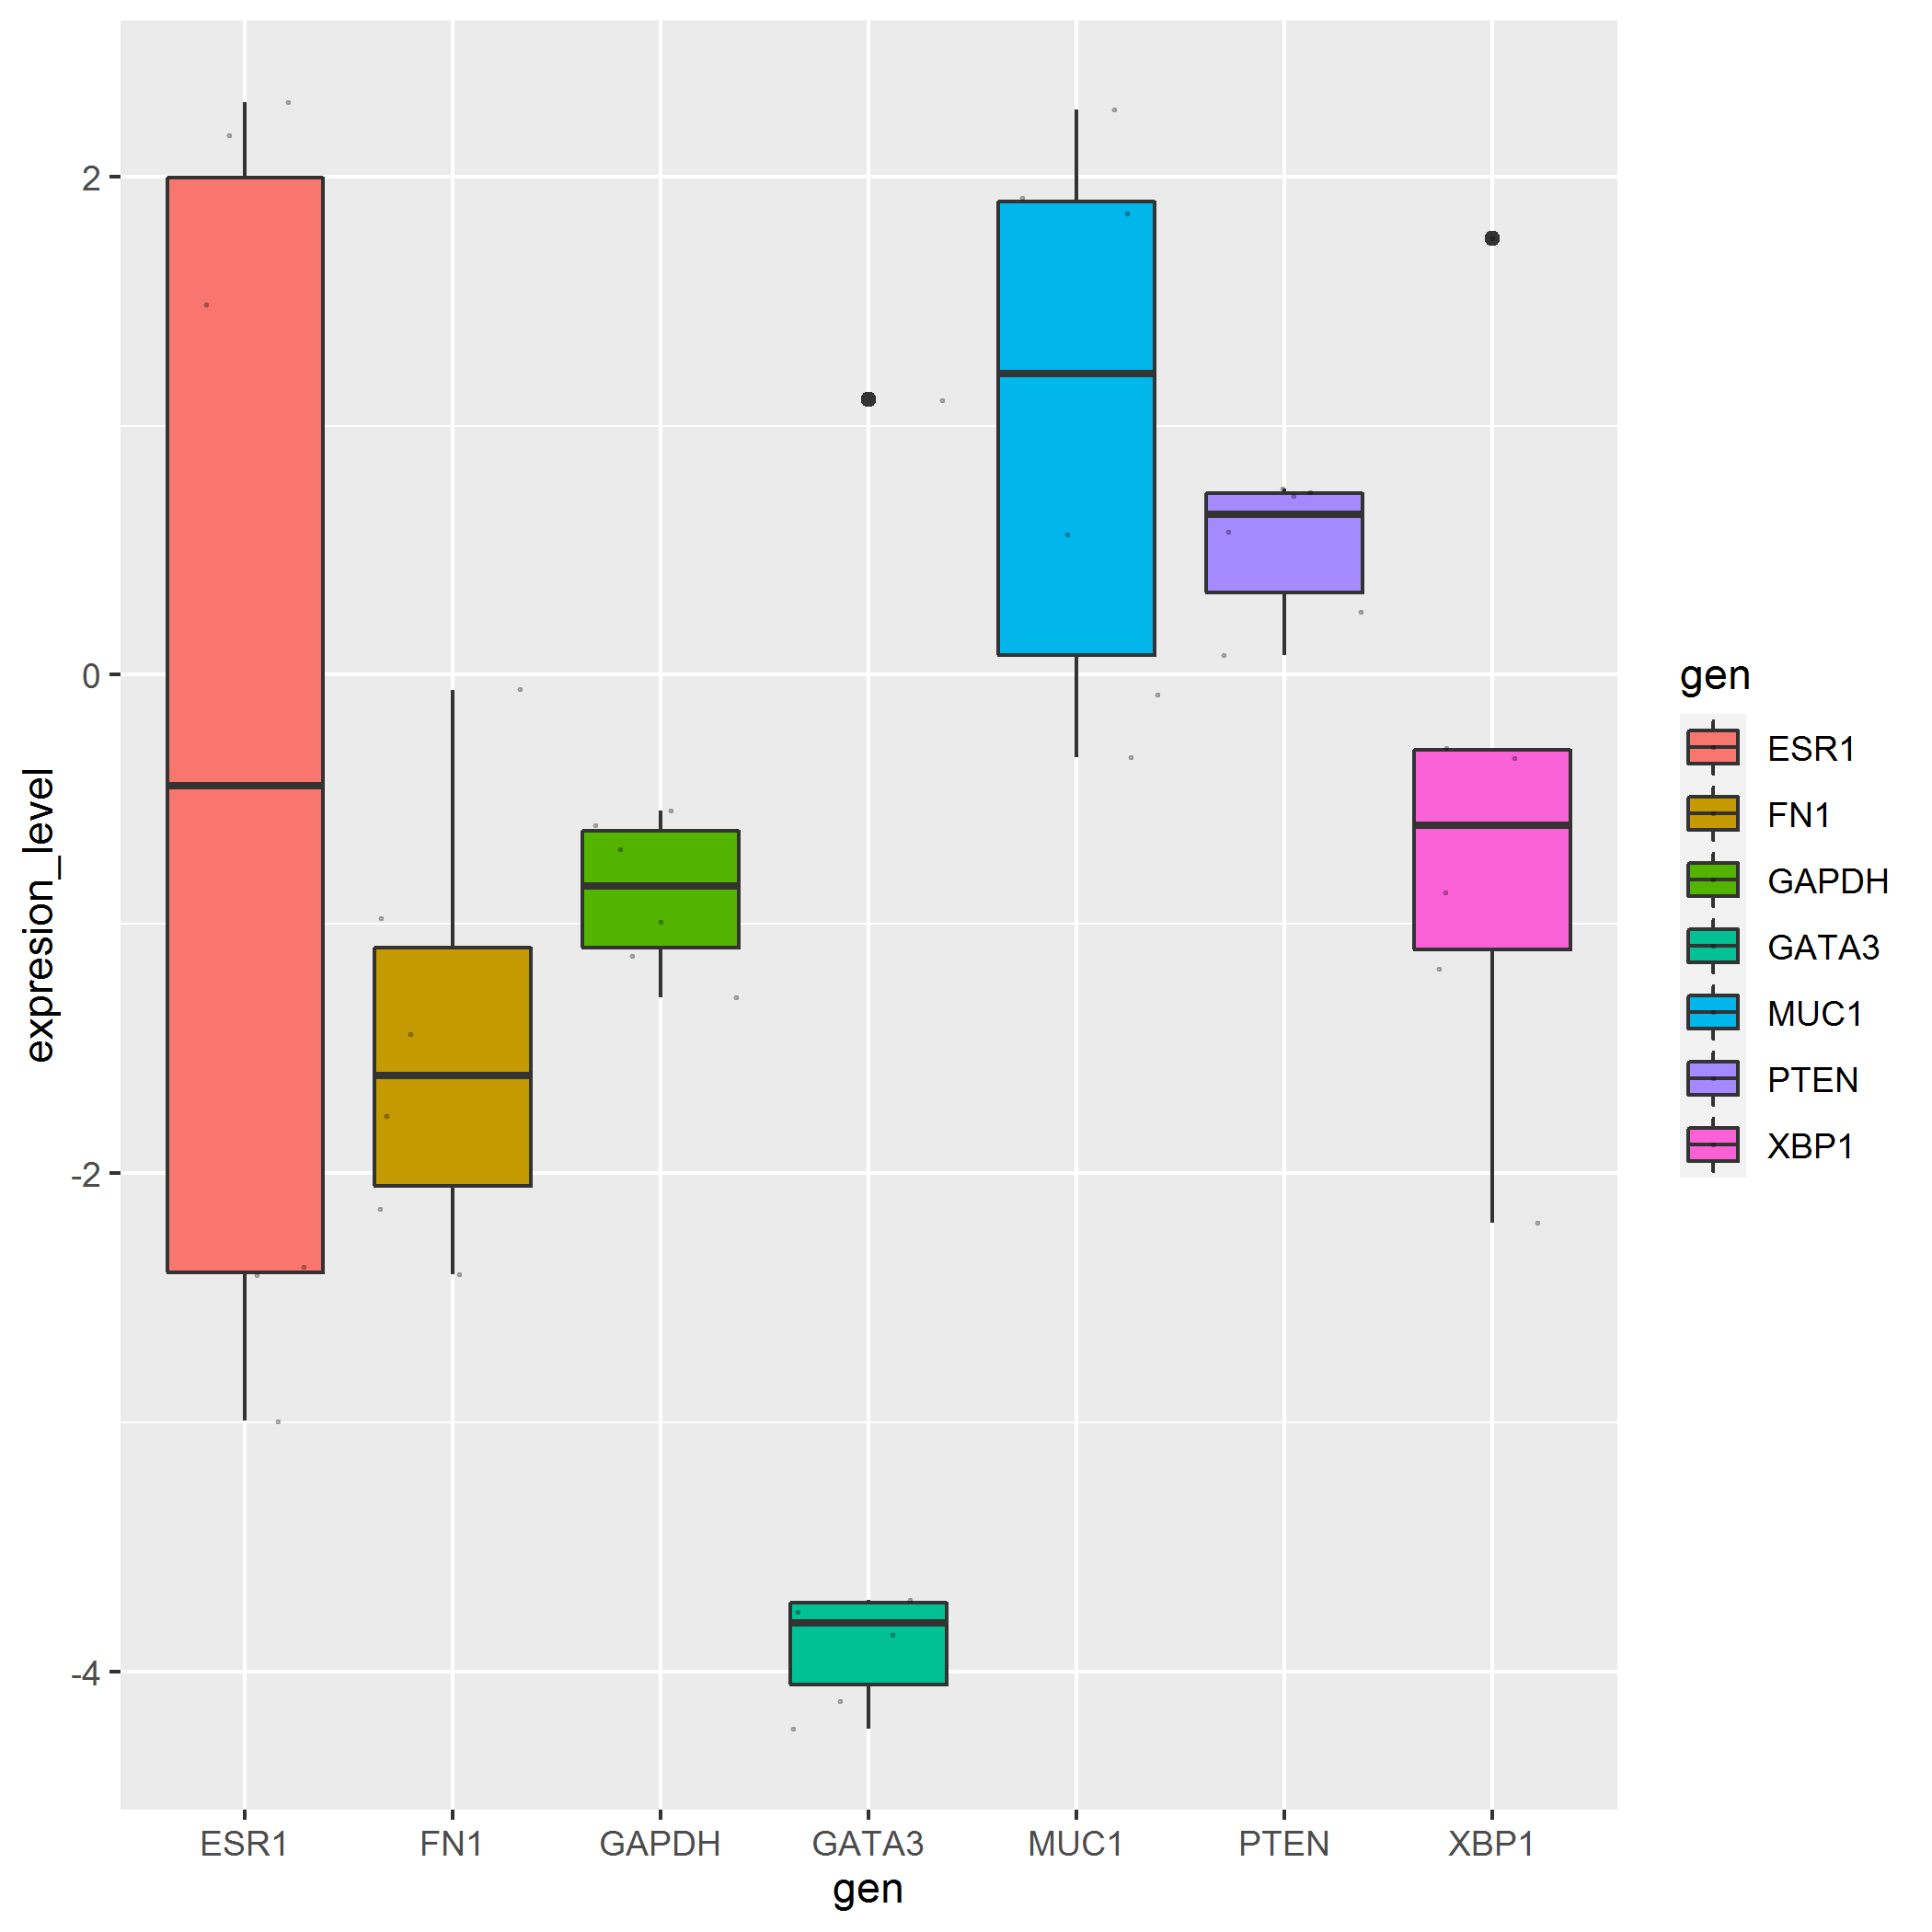 expresion_level
2
0
-2
-4
ESR1 FN1 GAPDH GATA3 MUC1 PTEN XBP1
gen
gen
ESR1
FN1
GAPDH
GATA3
MUC1
PTEN
XBP1